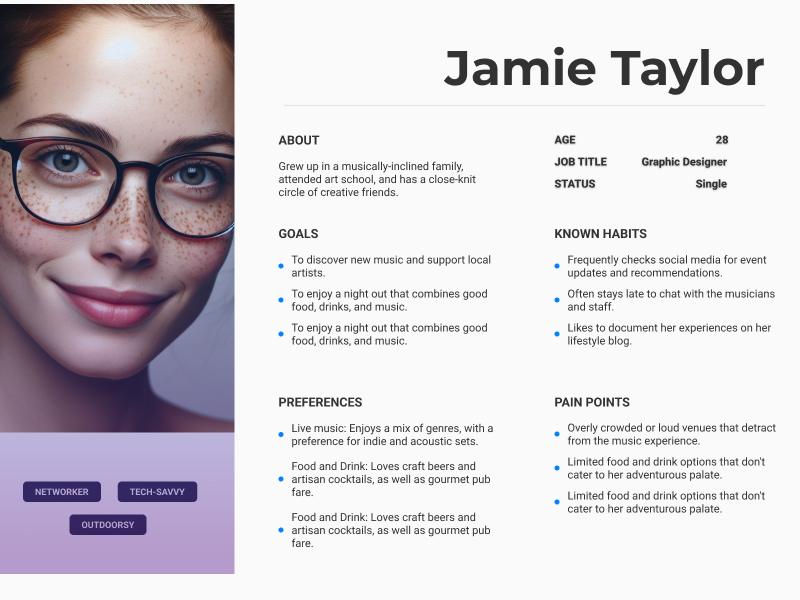 Jamie Taylor
ABOUT
Grew up in a musically-inclined family,
attended art school, and has a close-knit
circle of creative friends.
AGE 28
JOB TITLE Graphic Designer
STATUS Single
GOALS
To discover new music and support local
artists.
To enjoy a night out that combines good
food, drinks, and music.
To enjoy a night out that combines good
food, drinks, and music.
KNOWN HABITS
Frequently checks social media for event
updates and recommendations.
Often stays late to chat with the musicians
and staff.
Likes to document her experiences on her
lifestyle blog.
PREFERENCES
Live music: Enjoys a mix of genres, with a
preference for indie and acoustic sets.
Food and Drink: Loves craft beers and
artisan cocktails, as well as gourmet pub
fare.
Food and Drink: Loves craft beers and
artisan cocktails, as well as gourmet pub
fare.
PAIN POINTS
Overly crowded or loud venues that detract
from the music experience.
Limited food and drink options that don't
cater to her adventurous palate.
Limited food and drink options that don't
cater to her adventurous palate.
NETWORKER TECH-SAVVY
OUTDOORSY